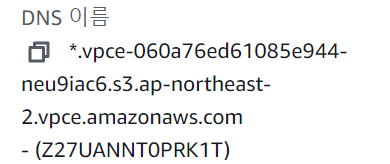 DNS 이름
*.vpce-060a76ed61085e944-
neu9iac6.s3.ap-northeast-
2.vpce.amazonaws.com
- (Z27UANNT0PRK1T)